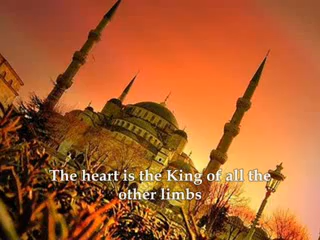 The heart is the King of all the
other limbs